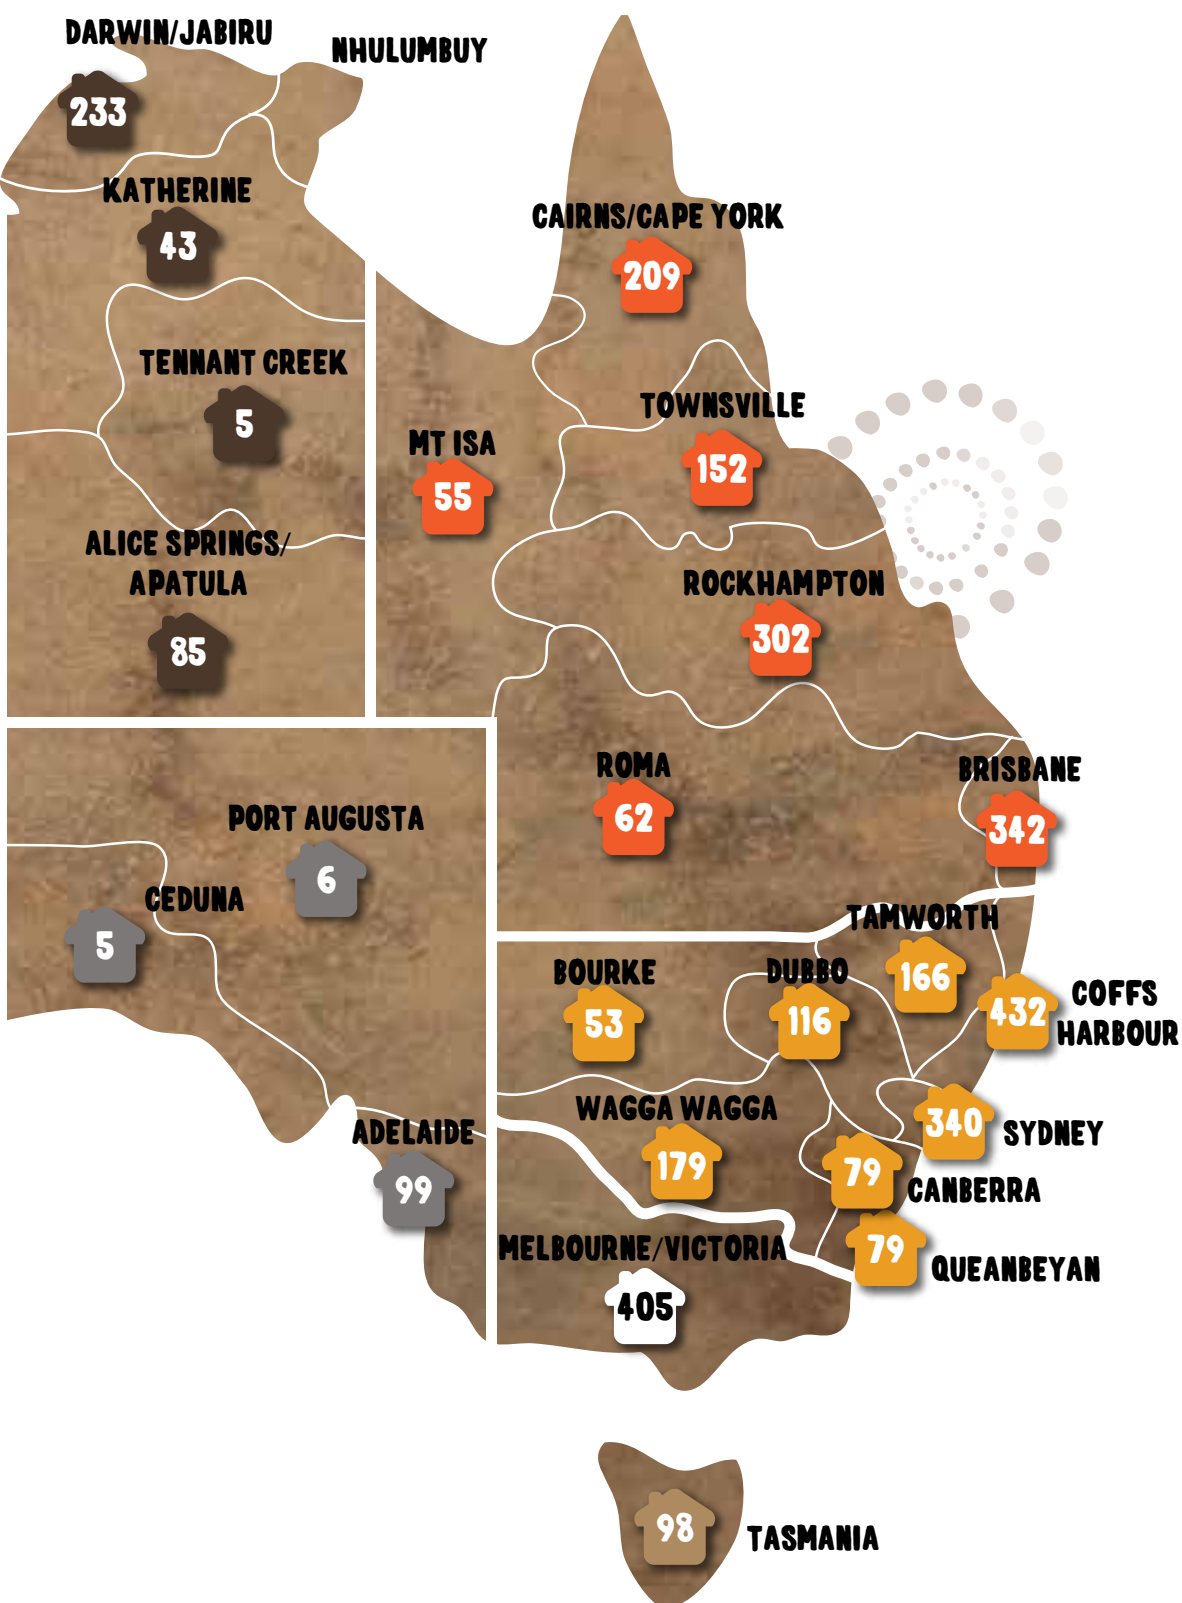 DARWIN/JABIRU
NHULUMBUY
233
KATHERINE
43
CAIRNS/CAPE YORK
209
TENNANT CREEK
5
TOWNSVILLE
152
MT ISA
55
ALICE SPRINGS/
APATULA
85
ROCKHAMPTON
302
ROMA
62
BRISBANE
342
PORT AUGUSTA
6
CEDUNA
5
TAMWORTH
166
BOURKE
53
DUBBO
116
COFFS
HARBOUR
432
WAGGA WAGGA
179
340
SYDNEY
ADELAIDE
99
79
CANBERRA
79
QUEANBEYAN
MELBOURNE/VICTORIA
405
98
TASMANIA